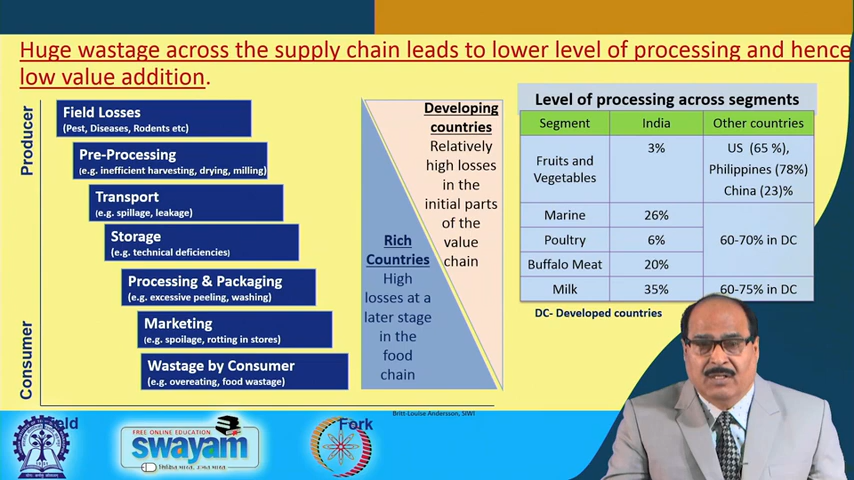 Huge wastage across the supply chain leads to lower level of processing and hence
low value addition.
Producer
Consumer
Field Losses
(Pest, Diseases, Rodents etc)
Pre-Processing
(e.g. inefficient harvesting, drying, milling)
Transport
(e.g. spillage, leakage)
Storage
(e.g. technical deficiencies)
Processing & Packaging
(e.g. excessive peeling, washing)
Marketing
(e.g. spoilage, rotting in stores)
Wastage by Consumer
(e.g. overeating, food wastage)
Developing
countries
Relatively
high losses
in the
initial parts
of the
value
chain
Rich
Countries
High
losses at a
later stage
in the
food
chain
Britt-Louise Andersson, SIWI
Level of processing across segments
Segment India Other countries
Fruits and
Vegetables
3%
US (65 %),
Philippines (78%)
China (23)%
Marine 26%
Poultry 6% 60-70% in DC
Buffalo Meat 20%
Milk 35% 60-75% in DC
DC- Developed countries
Field
Fork
FREE ONLINE EDUCATION
swayam